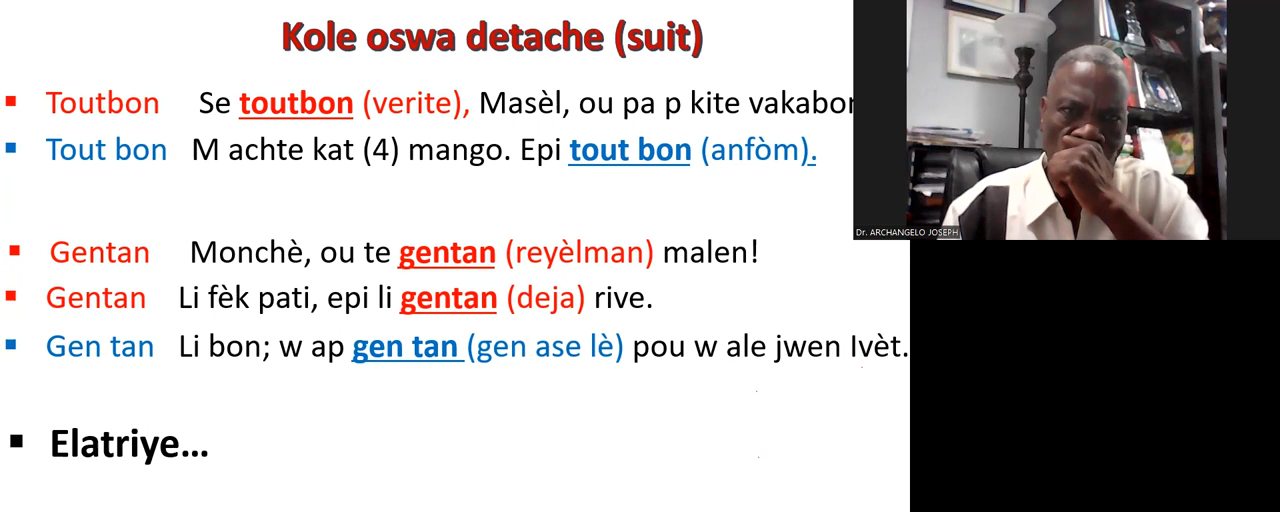 Kole oswa detache (suit)
▪ Toutbon Se toutbon (verite), Masèl, ou pa p kite
▪ Tout bon M achte kat (4) mango. Epi tout bon (anfòm).
▪ Gentan Monchè, ou te gentan (reyèlman) malen!
▪ Gentan Li fèk pati, epi li gentan (deja) rive.
▪ Gen tan Li bon; w ap gen tan (gen ase lè) pou w ale jwen Ivèt.
▪ Elatriye...
Dr. ARCHANGELO JOSEPH